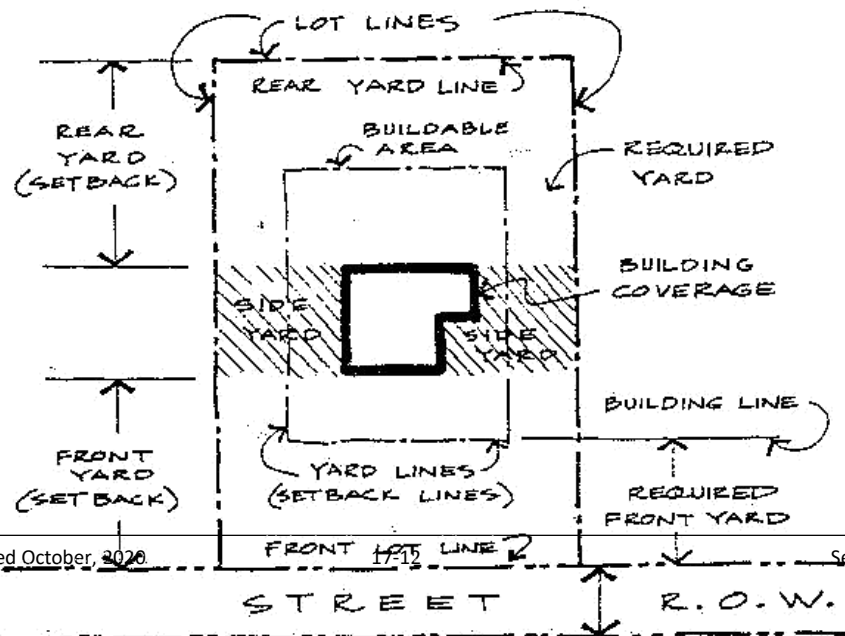 LOT LINES
REAR YARD LINE
BUILDABLE
AREA
REAR
YARD
(SETBACK)
REQUIRED
YARD
BUILDING
COVERAGE
SIDE
YARD
SIDE
YARD
BUILDING LINE
FRONT
YARD
(SETBACK)
YARD LINES
(SETBACK LINES)
REQUIRED
FRONT YARD
FRONT LOT LINE
ed October, 2020
17-12
Se
STREET
R.O.W.